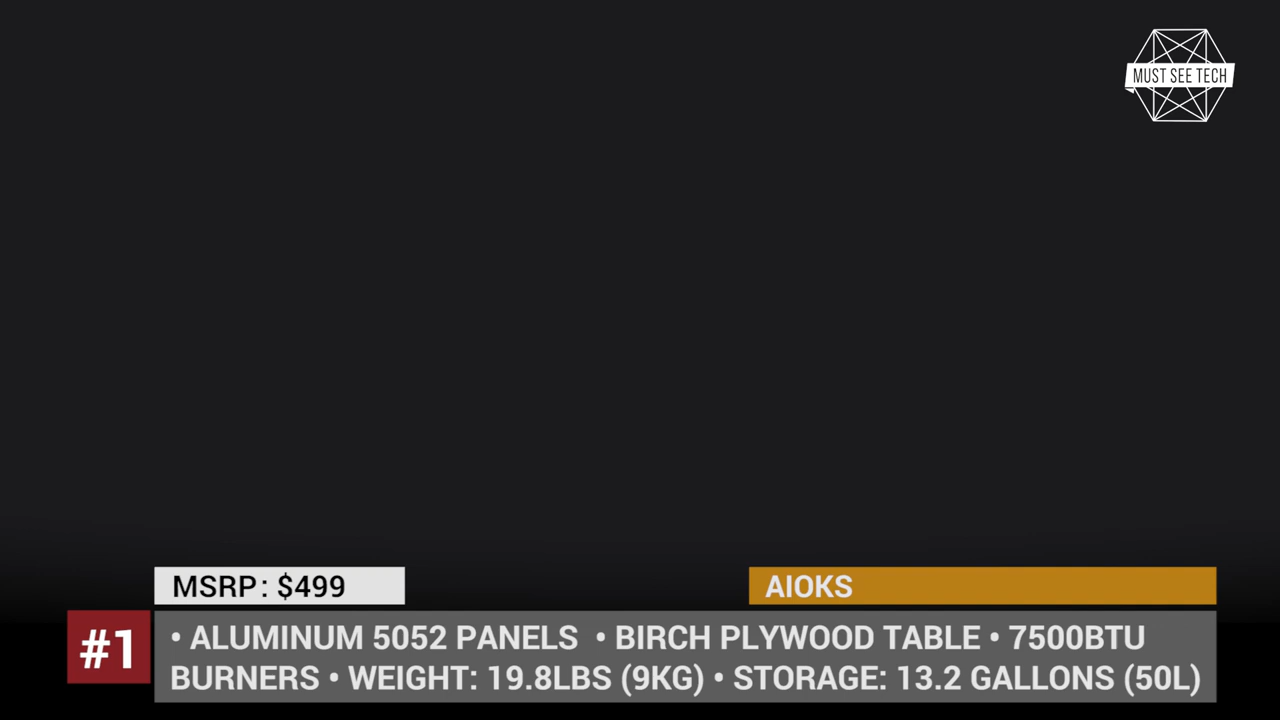 MUST SEE TECH
MSRP: $499
AIOKS
#1
• ALUMINUM 5052 PANELS • BIRCH PLYWOOD TABLE • 7500BTU
BURNERS • WEIGHT: 19.8LBS (9KG) • STORAGE: 13.2 GALLONS (50L)